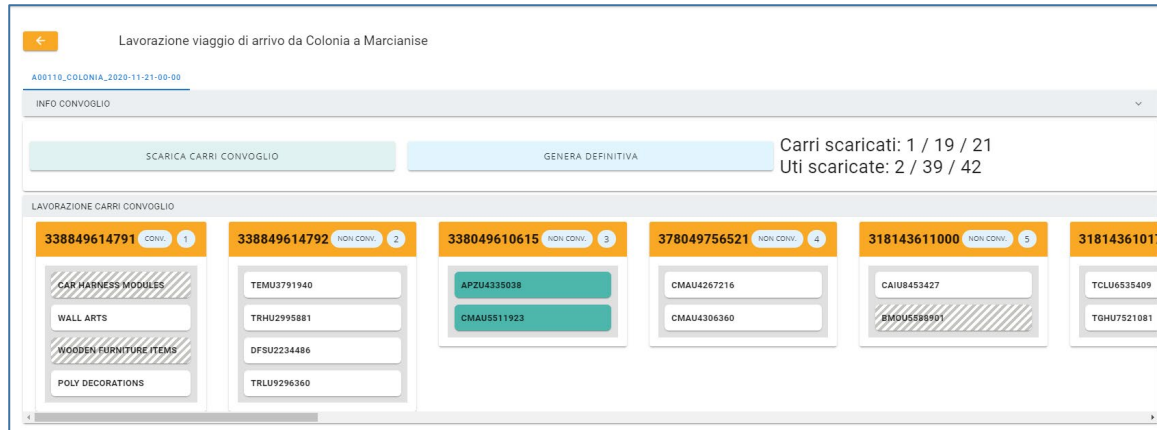 Lavorazione viaggio di arrivo da Colonia a Marcianise
A00110_COLONIA_2020-11-21-00-00
INFO CONVOGLIO
SCARICA CARRI CONVOGLIO
GENERA DEFINITIVA
Carri scaricati: 1 / 19 / 21
Uti scaricate: 2 / 39 / 42
LAVORAZIONE CARRI CONVOGLIO
338849614791 CONV. 1
CAR HARNESS MODULES
WALL ARTS
WOODEN FURNITURE ITEMS
POLY DECORATIONS
338849614792 NON CONV. 2
TEMU3791940
TRHU2995881
DFSU2234486
TRLU9296360
338049610615 NON CONV. 3
APZU4335038
CMAU5511923
378049756521 NON CONV. 4
CMAU4267216
CMAU4306360
318143611000 NON CONV. 5
CAIU8453427
BMOU5588901
31814361017
TCLU6535409
TGHU7521081